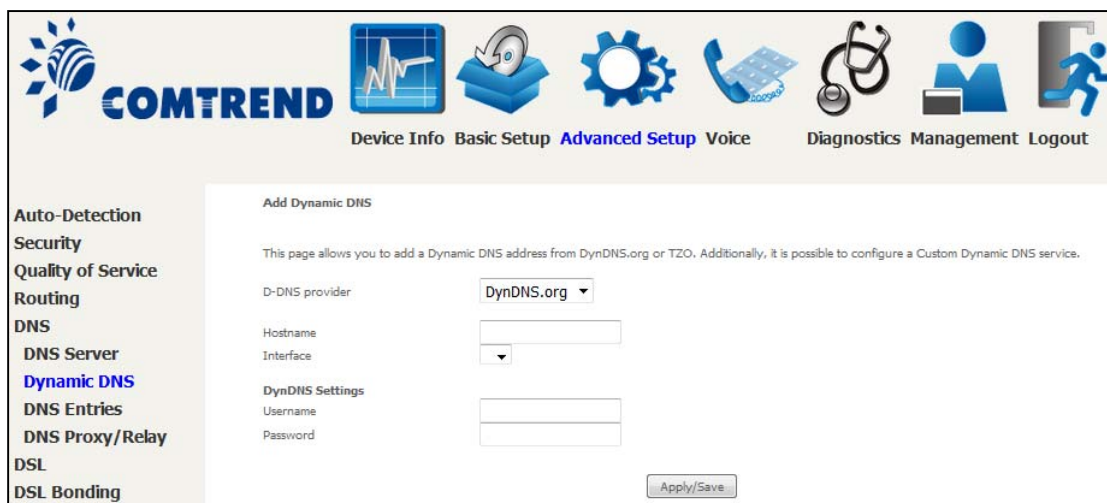 COMTREND
Device Info Basic Setup Advanced Setup Voice Diagnostics Management Logout
Auto-Detection
Security
Quality of Service
Routing
DNS
DNS Server
Dynamic DNS
DNS Entries
DNS Proxy/Relay
DSL
DSL Bonding
Add Dynamic DNS
This page allows you to add a Dynamic DNS address from DynDNS.org or TZO. Additionally, it is possible to configure a Custom Dynamic DNS service.
D-DNS provider DynDNS.org
Hostname
Interface
DynDNS Settings
Username
Password
Apply/Save